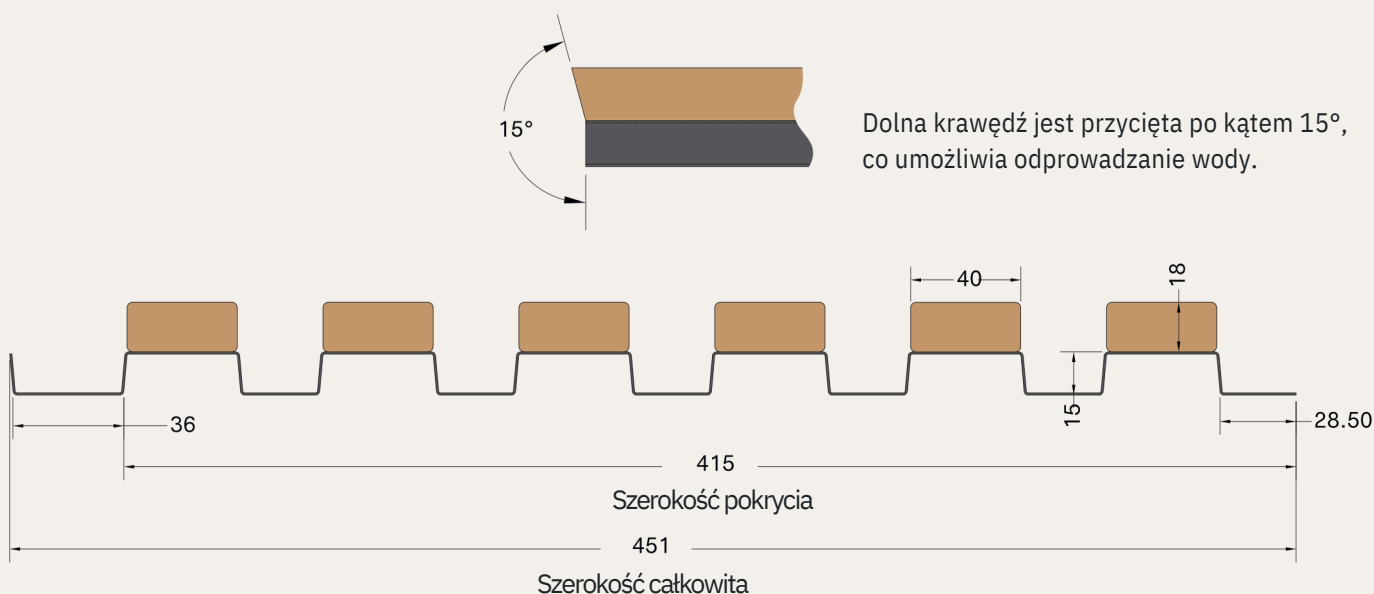 15°
Dolna krawędź jest przycięta po kątem 15°,
co umożliwia odprowadzanie wody.
40
18
15
36
28.50
415
Szerokość pokrycia
451
Szerokość całkowita